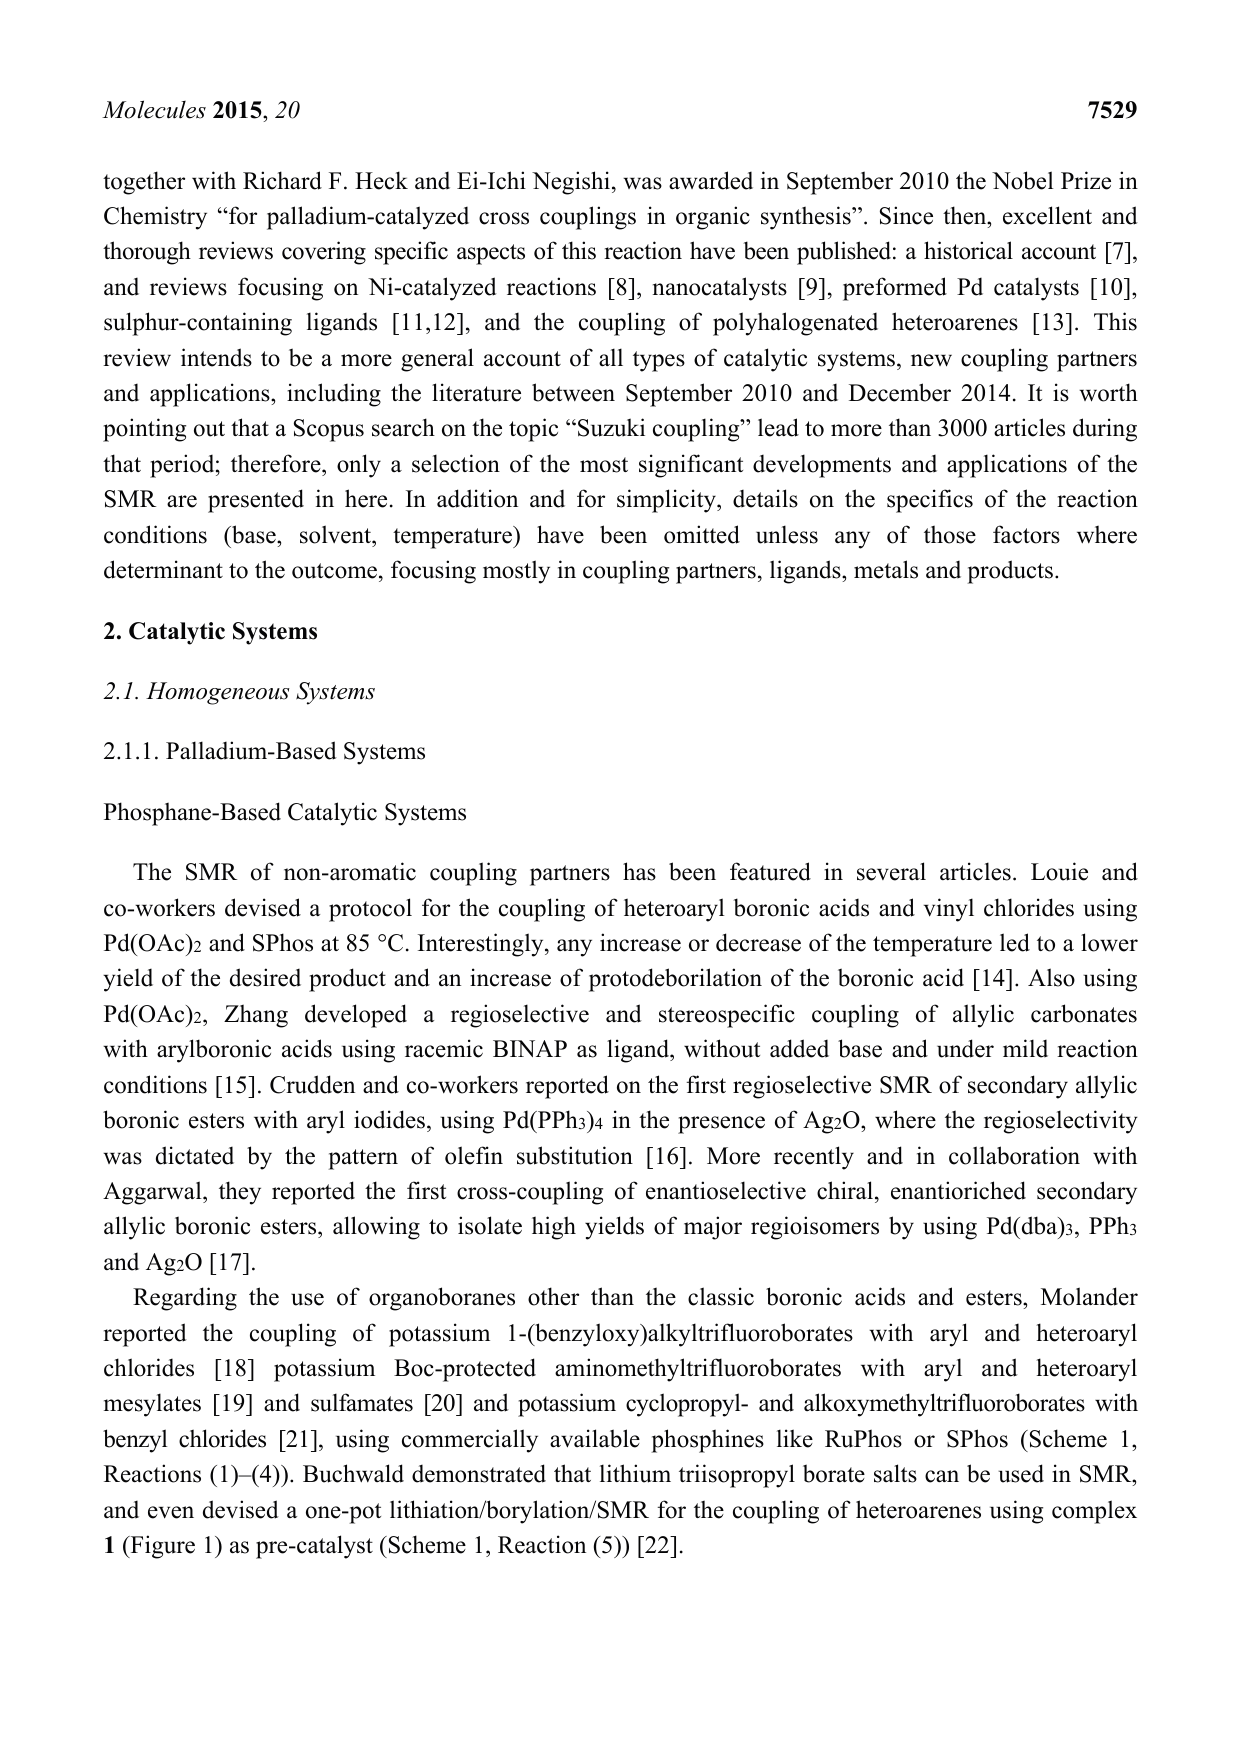 Molecules 2015, 20 7529
together with Richard F. Heck and Ei-Ichi Negishi, was awarded in September 2010 the Nobel Prize in
Chemistry “for palladium-catalyzed cross couplings in organic synthesis”. Since then, excellent and
thorough reviews covering specific aspects of this reaction have been published: a historical account [7],
and reviews focusing on Ni-catalyzed reactions [8], nanocatalysts [9], preformed Pd catalysts [10],
sulphur-containing ligands [11,12], and the coupling of polyhalogenated heteroarenes [13]. This
review intends to be a more general account of all types of catalytic systems, new coupling partners
and applications, including the literature between September 2010 and December 2014. It is worth
pointing out that a Scopus search on the topic “Suzuki coupling” lead to more than 3000 articles during
that period; therefore, only a selection of the most significant developments and applications of the
SMR are presented in here. In addition and for simplicity, details on the specifics of the reaction
conditions (base, solvent, temperature) have been omitted unless any of those factors where
determinant to the outcome, focusing mostly in coupling partners, ligands, metals and products.
2. Catalytic Systems
2.1. Homogeneous Systems
2.1.1. Palladium-Based Systems
Phosphane-Based Catalytic Systems
The SMR of non-aromatic coupling partners has been featured in several articles. Louie and
co-workers devised a protocol for the coupling of heteroaryl boronic acids and vinyl chlorides using
Pd(OAc)2 and SPhos at 85 °C. Interestingly, any increase or decrease of the temperature led to a lower
yield of the desired product and an increase of protodeborilation of the boronic acid [14]. Also using
Pd(OAc)2, Zhang developed a regioselective and stereospecific coupling of allylic carbonates
with arylboronic acids using racemic BINAP as ligand, without added base and under mild reaction
conditions [15]. Crudden and co-workers reported on the first regioselective SMR of secondary allylic
boronic esters with aryl iodides, using Pd(PPh3)4 in the presence of Ag2O, where the regioselectivity
was dictated by the pattern of olefin substitution [16]. More recently and in collaboration with
Aggarwal, they reported the first cross-coupling of enantioselective chiral, enantioriched secondary
allylic boronic esters, allowing to isolate high yields of major regioisomers by using Pd(dba)3, PPh3
and Ag2O [17].
Regarding the use of organoboranes other than the classic boronic acids and esters, Molander
reported the coupling of potassium 1-(benzyloxy)alkyltrifluoroborates with aryl and heteroaryl
chlorides [18] potassium Boc-protected aminomethyltrifluoroborates with aryl and heteroaryl
mesylates [19] and sulfamates [20] and potassium cyclopropyl- and alkoxymethyltrifluoroborates with
benzyl chlorides [21], using commercially available phosphines like RuPhos or SPhos (Scheme 1,
Reactions (1)–(4)). Buchwald demonstrated that lithium triisopropyl borate salts can be used in SMR,
and even devised a one-pot lithiation/borylation/SMR for the coupling of heteroarenes using complex
1 (Figure 1) as pre-catalyst (Scheme 1, Reaction (5)) [22].